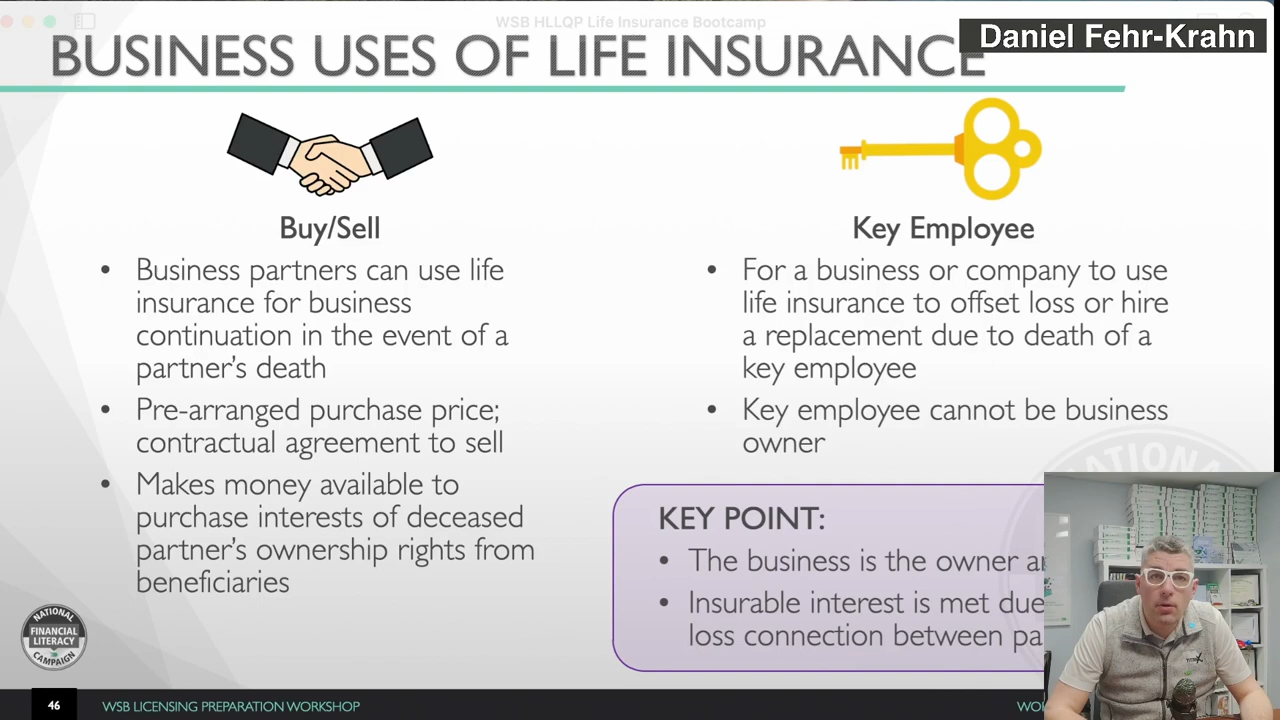 WSB HLLQP Life Insurance Bootcamp
Daniel Fehr-Krahn
BUSINESS USES OF LIFE INSURANCE
Buy/Sell
• Business partners can use life
insurance for business
continuation in the event of a
partner's death
• Pre-arranged purchase price;
contractual agreement to sell
• Makes money available to
purchase interests of deceased
partner's ownership rights from
beneficiaries
Key Employee
• For a business or company to use
life insurance to offset loss or hire
a replacement due to death of a
key employee
• Key employee cannot be business
owner
KEY POINT:
• The business is the owner
• Insurable interest is met due
loss connection between
NATIONAL
FINANCIAL
LITERACY
CAMPAIGN
46
WSB LICENSING PREPARATION WORKSHOP